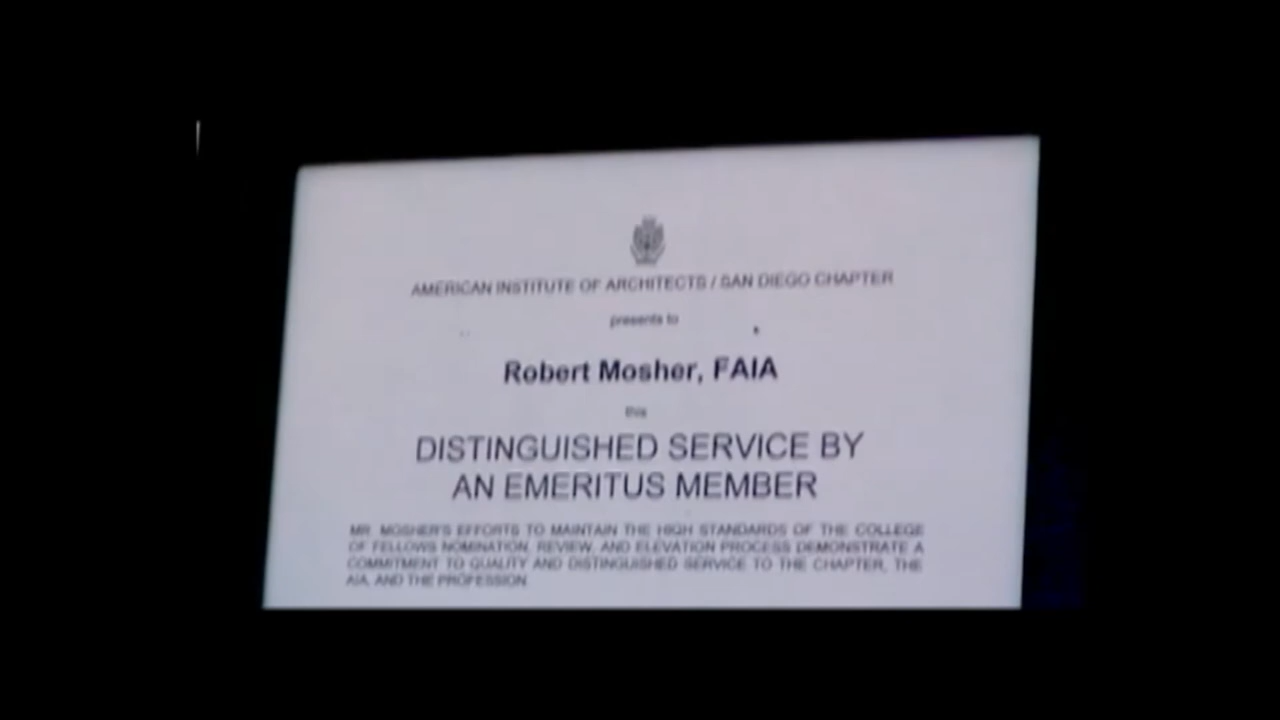 AMERICAN INSTITUTE OF ARCHITECTS / SAN DIEGO CHAPTER
presents to
Robert Mosher, FAIA
this
DISTINGUISHED SERVICE BY
AN EMERITUS MEMBER
MR. MOSHER'S EFFORTS TO MAINTAIN THE HIGH STANDARDS OF THE COLLEGE
OF FELLOWS NOMINATION, REVIEW, AND ELEVATION PROCESS DEMONSTRATE A
COMMITMENT TO QUALITY AND DISTINGUISHED SERVICE TO THE CHAPTER, THE
AIA, AND THE PROFESSION.